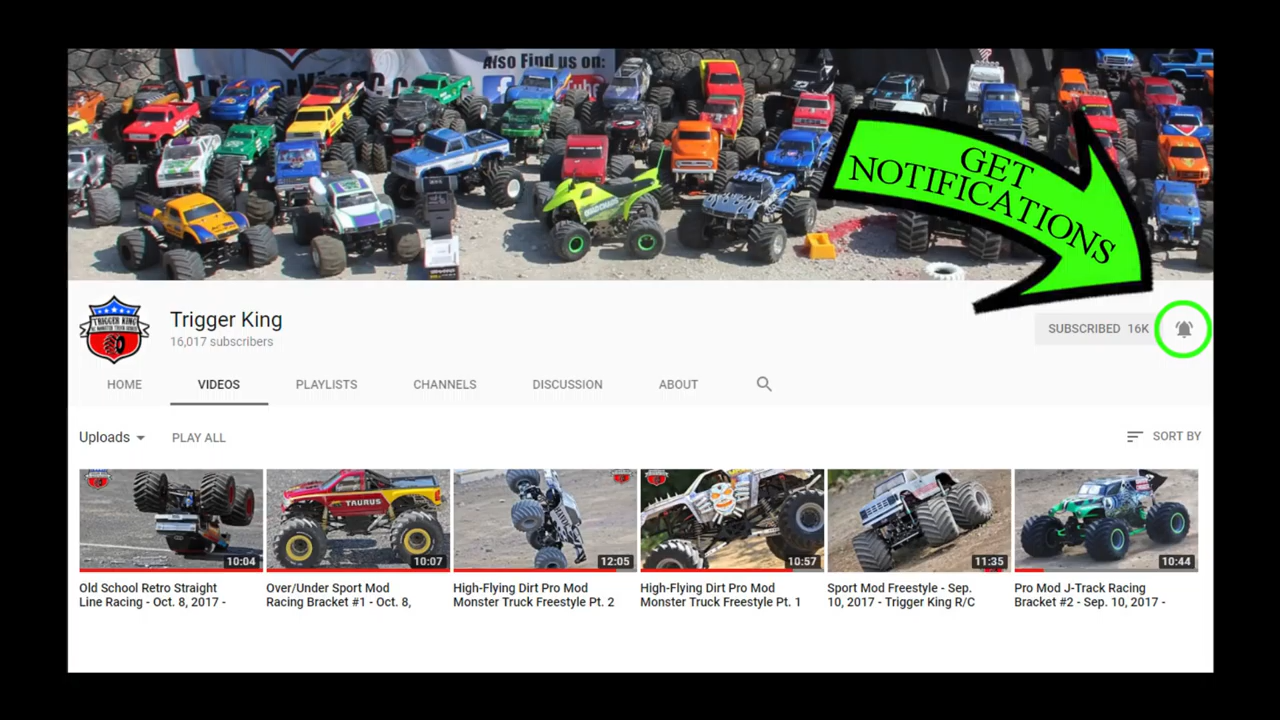 Also Find us on:
TriggerKingRC.co
GET
NOTIFICATIONS
TRIGGER KING
Trigger King
16,017 subscribers
SUBSCRIBED 16K
HOME VIDEOS PLAYLISTS CHANNELS DISCUSSION ABOUT
Uploads PLAY ALL SORT BY
TAURUS
10:04 10:07 12:05 10:57 11:35 10:44
Old School Retro Straight
Line Racing - Oct. 8, 2017 -
Over/Under Sport Mod
Racing Bracket #1 - Oct. 8,
High-Flying Dirt Pro Mod
Monster Truck Freestyle Pt. 2
High-Flying Dirt Pro Mod
Monster Truck Freestyle Pt. 1
Sport Mod Freestyle - Sep.
10, 2017 - Trigger King R/C
Pro Mod J-Track Racing
Bracket #2 - Sep. 10, 2017 -